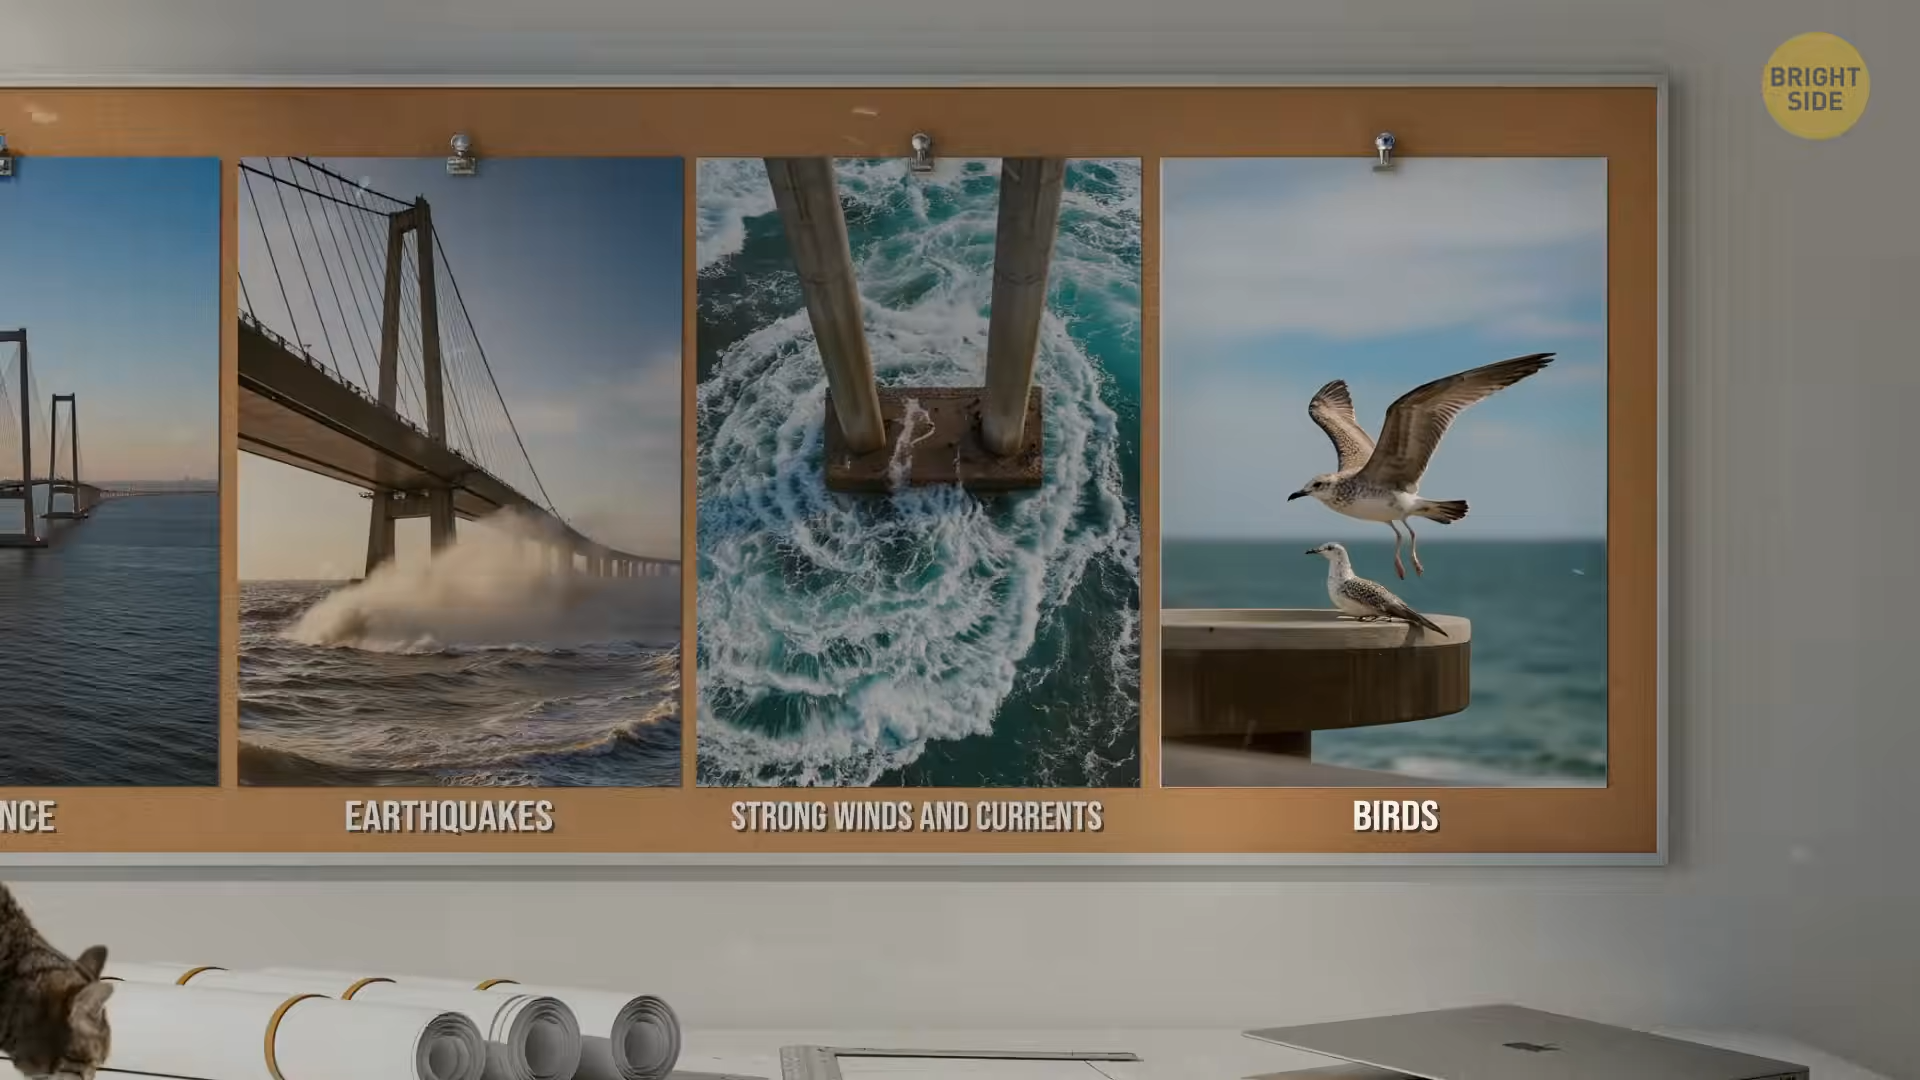 BRIGHT
SIDE
NCE
EARTHQUAKES
STRONG WINDS AND CURRENTS
BIRDS